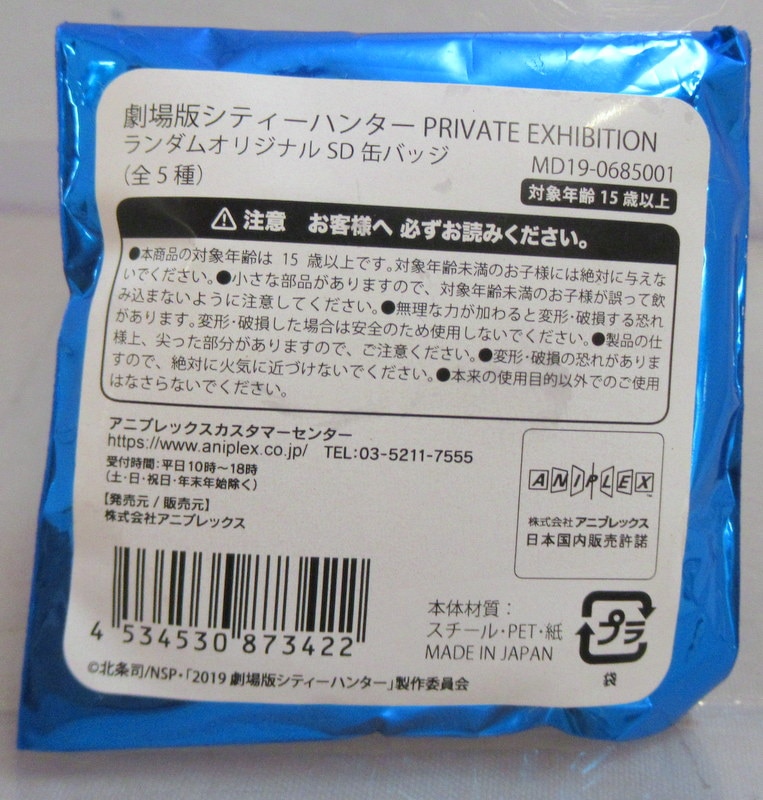 劇場版シティーハンター PRIVATE EXHIBITION
ランダムオリジナル SD 缶バッジ
(全5種)
MD19-0685001
対象年齢 15 歳以上
⚠注意 お客様へ 必ずお読みください。
●本商品の対象年齢は 15 歳以上です。対象年齢未満のお子様には絶対に与えな
いでください。●小さな部品がありますので、対象年齢未満のお子様が誤って飲
み込まないように注意してください。●無理な力が加わると変形・破損する恐れ
があります。変形・破損した場合は安全のため使用しないでください。●製品の仕
様上、尖った部分がありますので、ご注意ください。●変形・破損の恐れがありま
すので、絶対に火気に近づけないでください。●本来の使用目的以外でのご使用
はなさらないでください。
アニプレックスカスタマーセンター
https://www.aniplex.co.jp/ TEL:03-5211-7555
受付時間:平日10時~18時
(土・日・祝日・年末年始除く)
【発売元 / 販売元】
株式会社アニプレックス
ANIPLEX™
株式会社アニプレックス
日本国内販売許諾
4 534530 873422
本体材質:
スチール・PET・紙
MADE IN JAPAN
プラ
袋
©北条司/NSP・「2019 劇場版シティーハンター」製作委員会